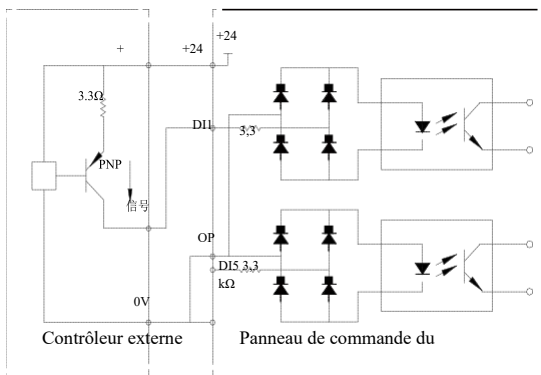 +24
+ +24
3.3Ω
DI1 3,3
PNP
信号
OP
DI5 3,3
kΩ
0V
Contrôleur externe Panneau de commande du